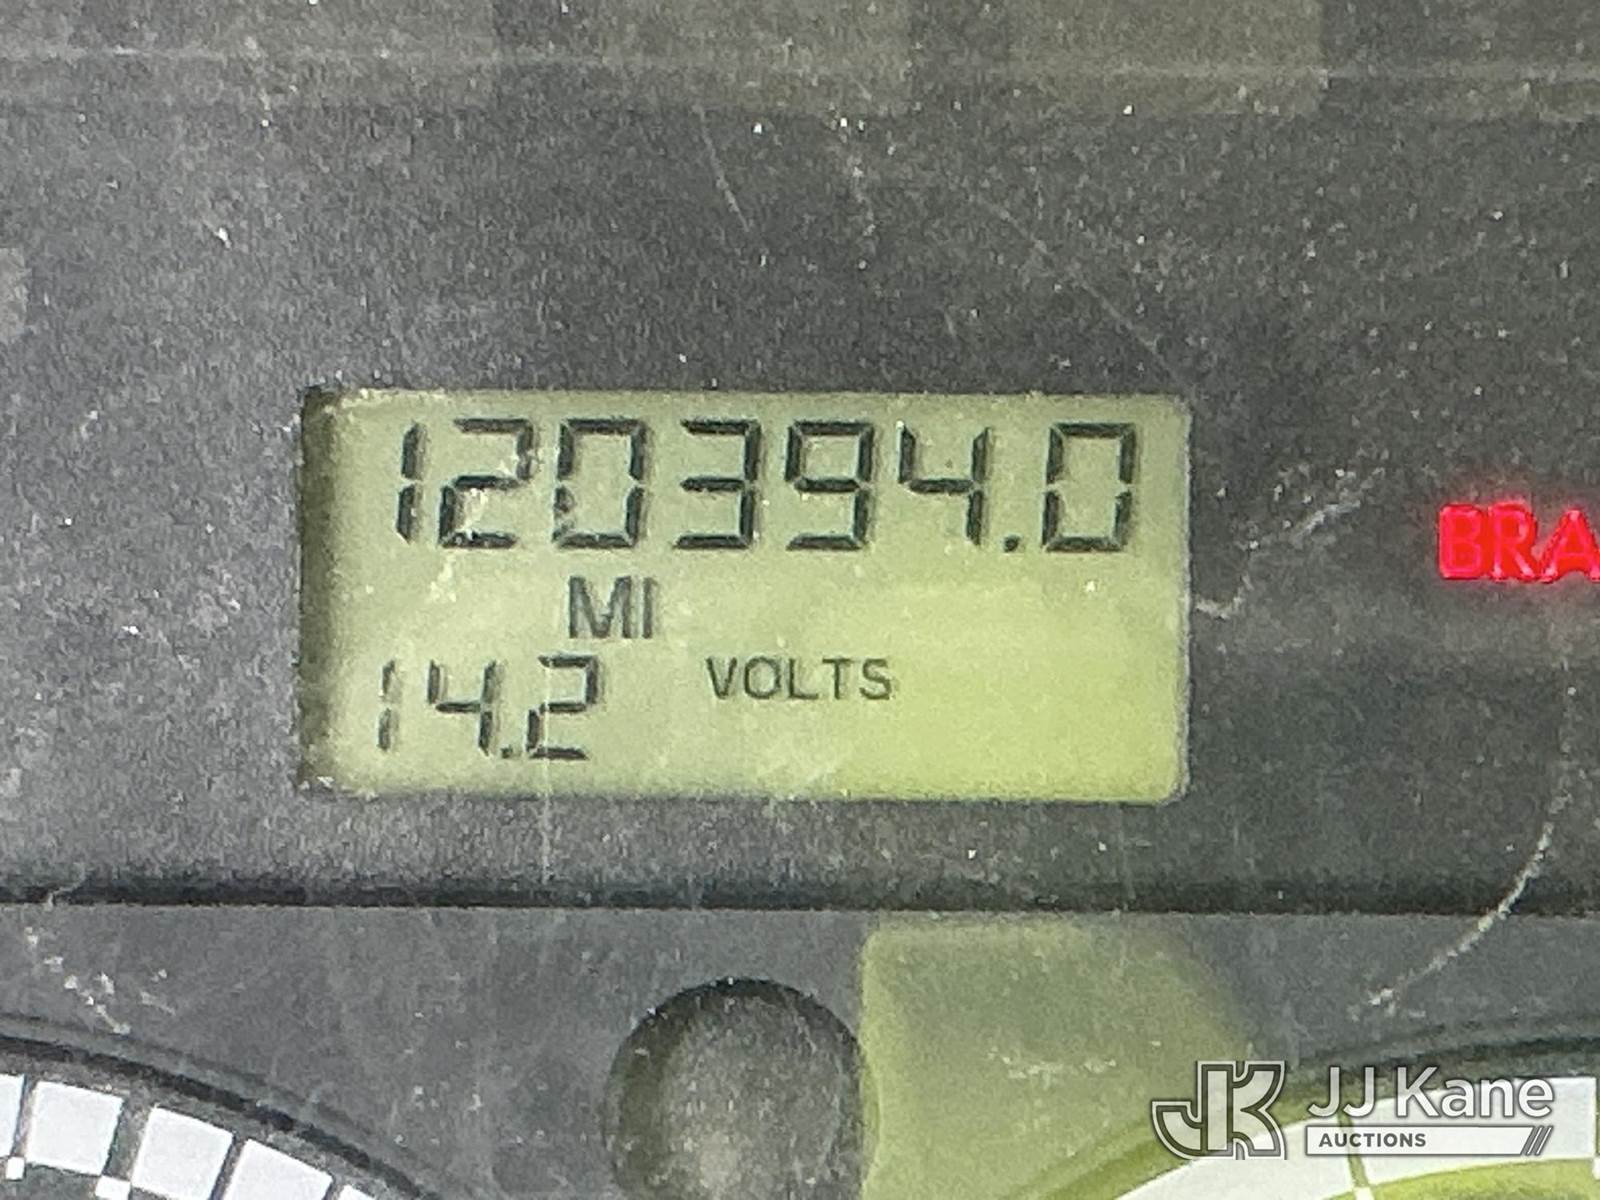 120394.0
MI
14.2 VOLTS
BRA
JJ Kane
AUCTIONS